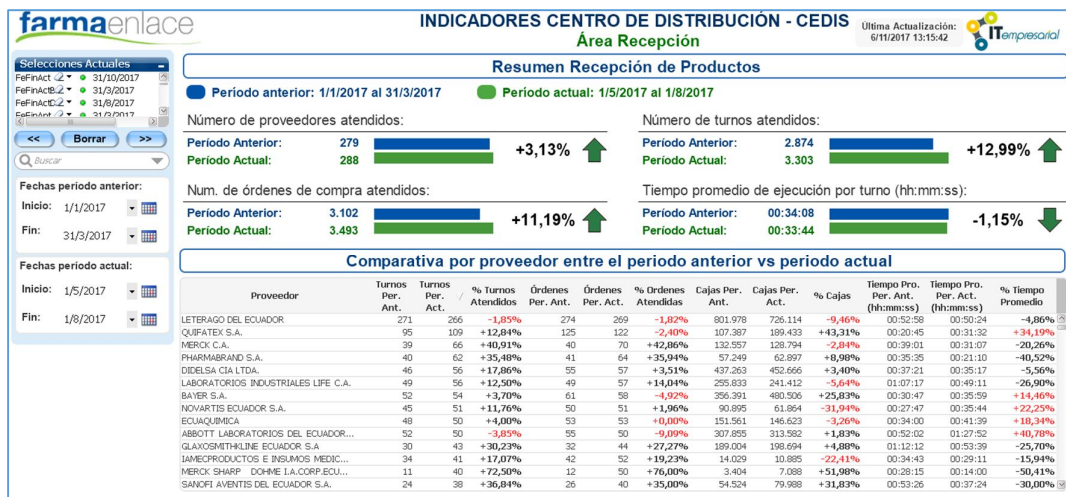 farmaenlace
INDICADORES CENTRO DE DISTRIBUCIÓN - CEDIS
Área Recepción
Última Actualización:
6/11/2017 13:15:42
ITempresarial
Selecciones Actuales
FeFinAct 31/10/2017
FeFinActB 31/3/2017
FeFinActC 31/8/2017
FeFinAnt 31/3/2017
<< Borrar >>
Buscar
Fechas período anterior:
Inicio: 1/1/2017
Fin: 31/3/2017
Fechas período actual:
Inicio: 1/5/2017
Fin: 1/8/2017
Resumen Recepción de Productos
Período anterior: 1/1/2017 al 31/3/2017 Período actual: 1/5/2017 al 1/8/2017
Número de proveedores atendidos:
Período Anterior: 279
Período Actual: 288
+3,13%
Número de turnos atendidos:
Período Anterior: 2.874
Período Actual: 3.303
+12,99%
Num. de órdenes de compra atendidos:
Período Anterior: 3.102
Período Actual: 3.493
+11,19%
Tiempo promedio de ejecución por turno (hh:mm:ss):
Período Anterior: 00:34:08
Período Actual: 00:33:44
-1,15%
Comparativa por proveedor entre el periodo anterior vs periodo actual
Proveedor Turnos Per. Ant. Turnos Per. Act. % Turnos Atendidos Órdenes Per. Ant. Órdenes Per. Act. % Ordenes Atendidas Cajas Per. Ant. Cajas Per. Act. % Cajas Tiempo Pro. Per. Ant. (hh:mm:ss) Tiempo Pro. Per. Act. (hh:mm:ss) % Tiempo Promedio
LETERAGO DEL ECUADOR 271 266 -1,85% 274 269 -1,82% 801.978 726.114 -9,46% 00:52:58 00:50:24 -4,86%
QUIFATEX S.A. 95 109 +12,84% 125 122 -2,40% 107.387 189.433 +43,31% 00:20:45 00:31:32 +34,19%
MERCK C.A. 39 66 +40,91% 40 70 +42,86% 132.557 128.794 -2,84% 00:39:01 00:31:07 -20,26%
PHARMABRAND S.A. 40 62 +35,48% 41 64 +35,94% 57.249 62.897 +8,98% 00:35:35 00:21:10 -40,52%
DIDELSA CIA LTDA. 46 56 +17,86% 55 57 +3,51% 437.263 452.666 +3,40% 00:37:21 00:35:17 -5,56%
LABORATORIOS INDUSTRIALES LIFE C.A. 49 56 +12,50% 49 57 +14,04% 255.833 241.412 -5,64% 01:07:17 00:49:11 -26,90%
BAYER S.A. 52 54 +3,70% 61 58 -4,92% 356.391 480.506 +25,83% 00:30:47 00:35:59 +14,46%
NOVARTIS ECUADOR S.A. 45 51 +11,76% 50 51 +1,96% 90.895 61.864 -31,94% 00:27:47 00:35:44 +22,25%
ECUAQUIMICA 48 50 +4,00% 53 53 +0,00% 151.561 146.623 -3,26% 00:34:00 00:41:39 +18,34%
ABBOTT LABORATORIOS DEL ECUADOR... 52 50 -3,85% 55 50 -9,09% 307.855 313.582 +1,83% 00:52:02 01:27:52 +40,78%
GLAXOSMITHKLINE ECUADOR S.A 30 43 +30,23% 32 44 +27,27% 189.004 198.694 +4,88% 01:12:12 00:53:39 -25,70%
IAMECPRODUCTOS E INSUMOS MEDIC... 34 41 +17,07% 42 52 +19,23% 14.029 10.885 -22,41% 00:34:43 00:29:11 -15,94%
MERCK SHARP DOHME I.A.CORP.ECU... 11 40 +72,50% 12 50 +76,00% 3.404 7.088 +51,98% 00:28:15 00:14:00 -50,41%
SANOFI AVENTIS DEL ECUADOR S.A. 24 38 +36,84% 26 40 +35,00% 54.524 79.988 +31,83% 00:53:26 00:37:24 -30,00%